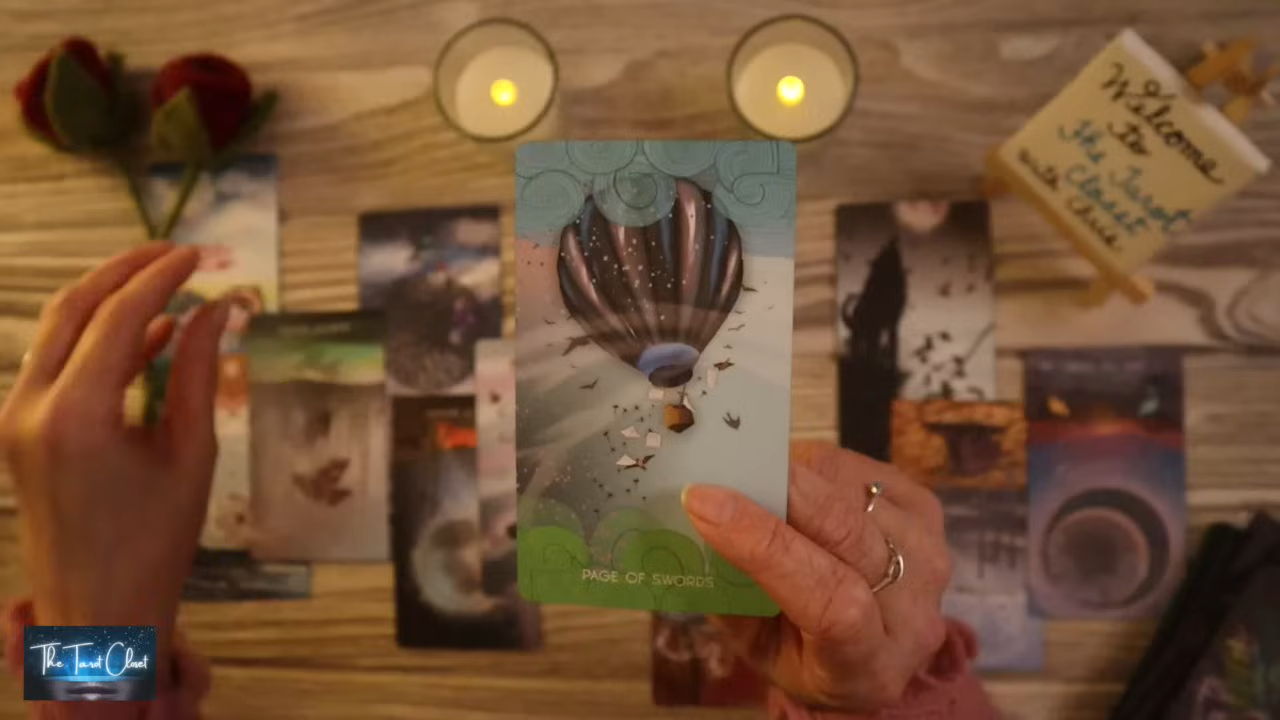 Welcome
to
The Tarot
Closet
with Chris
PAGE OF SWORDS
The Tarot Closet